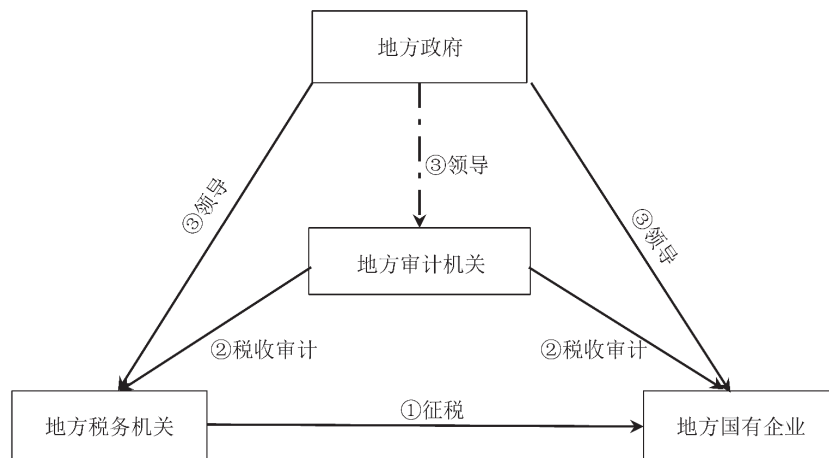 地方政府
③领导
③领导
③领导
地方审计机关
②税收审计
②税收审计
①征税
地方税务机关
地方国有企业